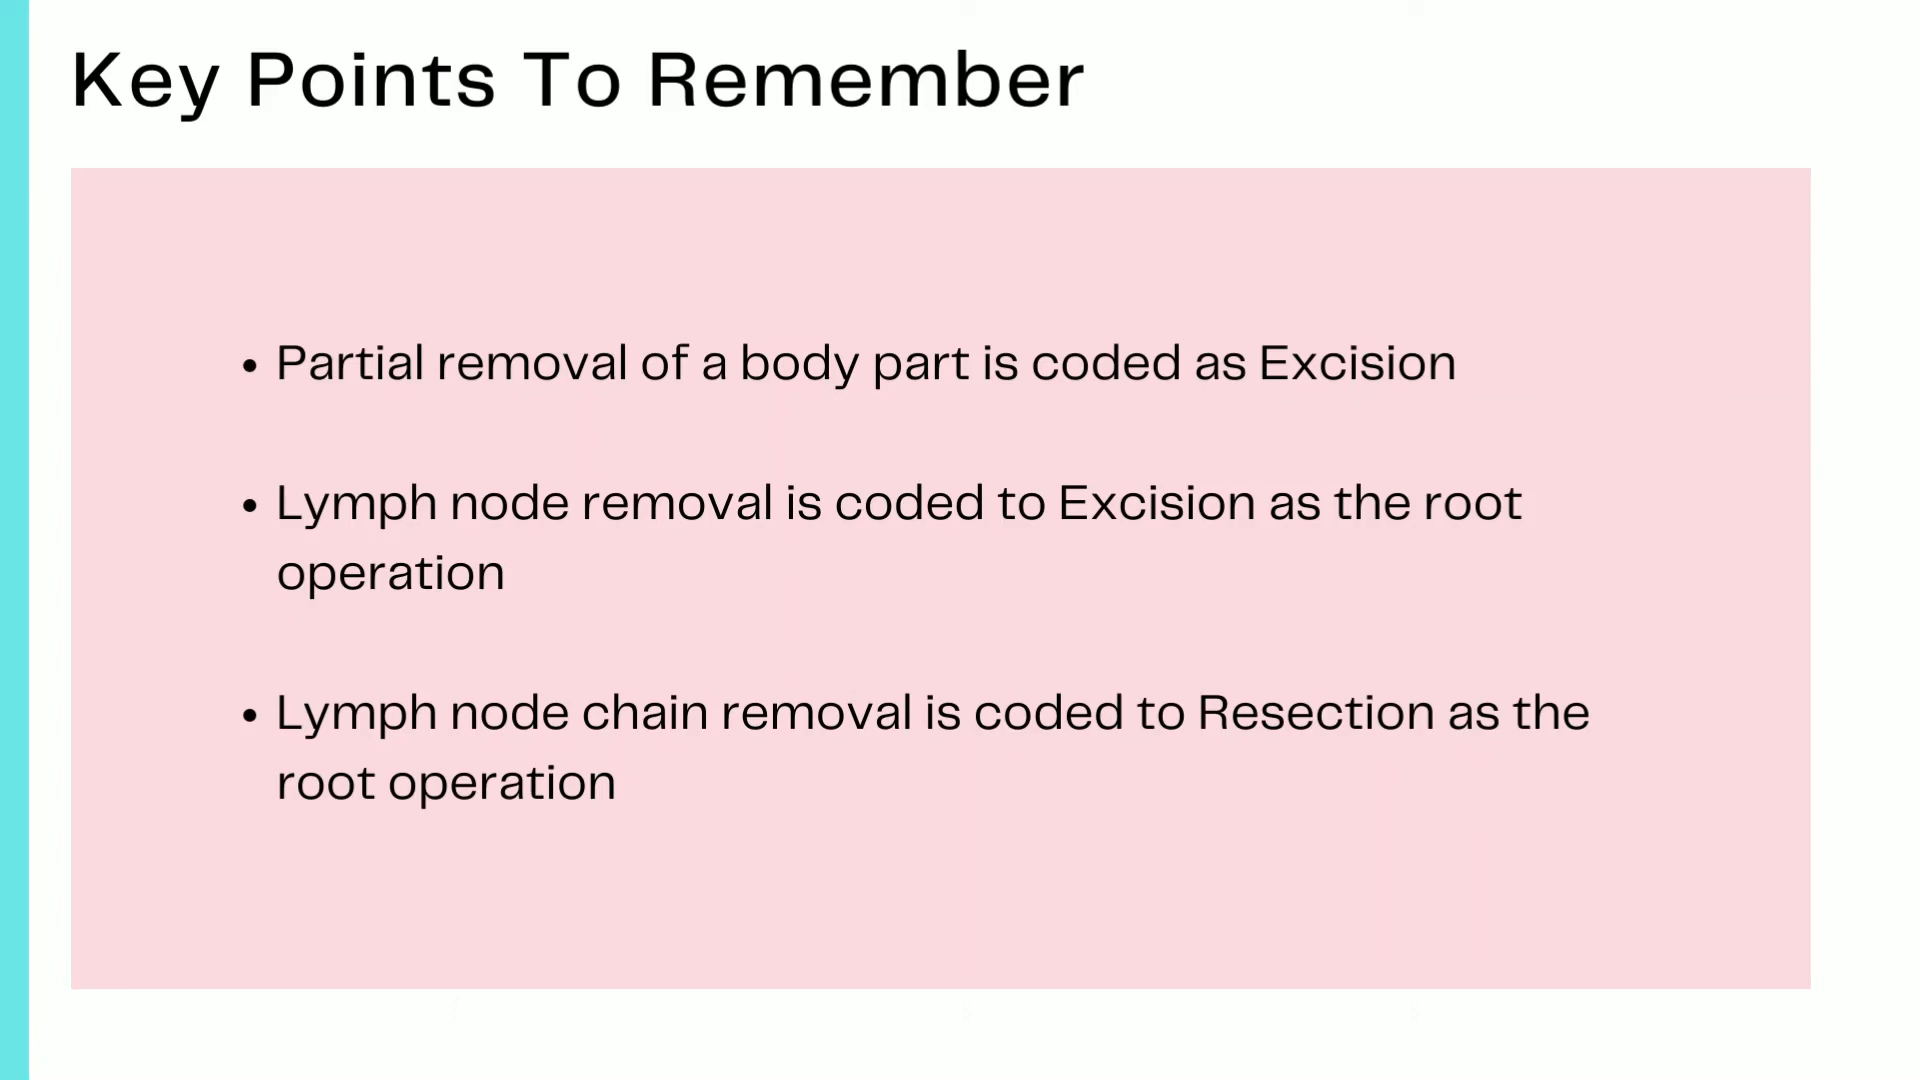 Key Points To Remember
• Partial removal of a body part is coded as Excision
• Lymph node removal is coded to Excision as the root
operation
• Lymph node chain removal is coded to Resection as the
root operation